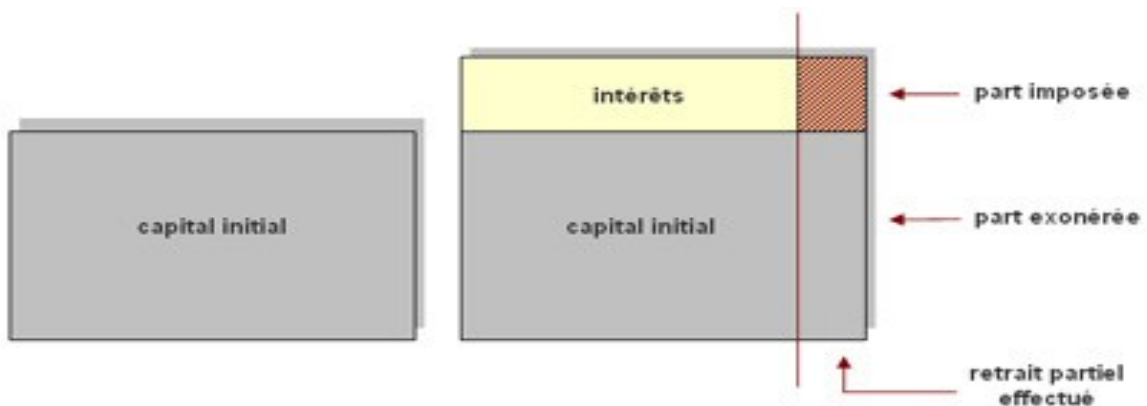 intérêts
part imposée
capital initial
capital initial
part exonérée
retrait partiel
effectué